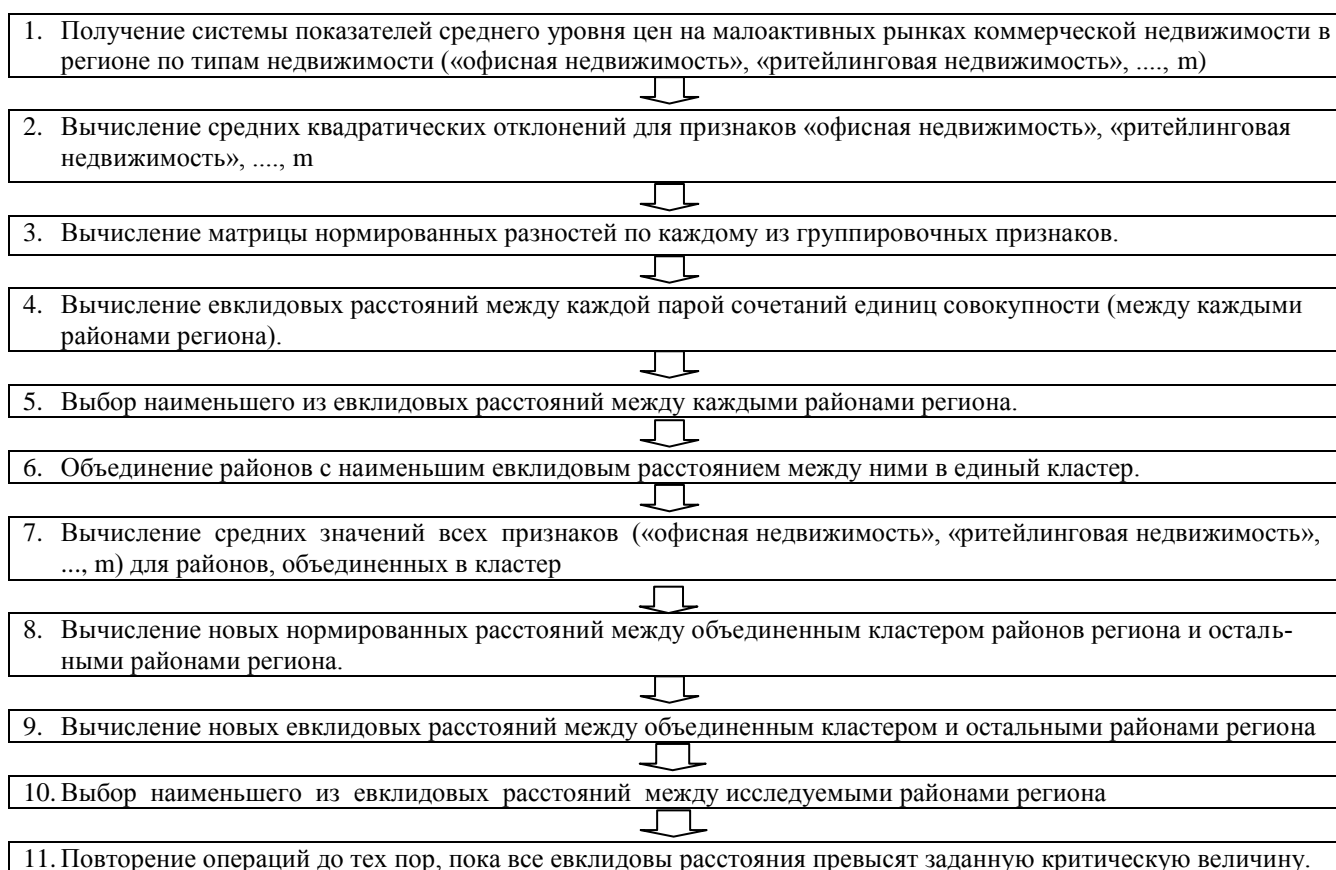 1. Получение системы показателей среднего уровня цен на малоактивных рынках коммерческой недвижимости в
регионе по типам недвижимости («офисная недвижимость», «ритейлинговая недвижимость», ...., m)
2. Вычисление средних квадратических отклонений для признаков «офисная недвижимость», «ритейлинговая
недвижимость», ...., m
3. Вычисление матрицы нормированных разностей по каждому из группировочных признаков.
4. Вычисление евклидовых расстояний между каждой парой сочетаний единиц совокупности (между каждыми
районами региона).
5. Выбор наименьшего из евклидовых расстояний между каждыми районами региона.
6. Объединение районов с наименьшим евклидовым расстоянием между ними в единый кластер.
7. Вычисление средних значений всех признаков («офисная недвижимость», «ритейлинговая недвижимость»,
..., m) для районов, объединенных в кластер
8. Вычисление новых нормированных расстояний между объединенным кластером районов региона и осталь-
ными районами региона.
9. Вычисление новых евклидовых расстояний между объединенным кластером и остальными районами региона
10. Выбор наименьшего из евклидовых расстояний между исследуемыми районами региона
11. Повторение операций до тех пор, пока все евклидовы расстояния превысят заданную критическую величину.